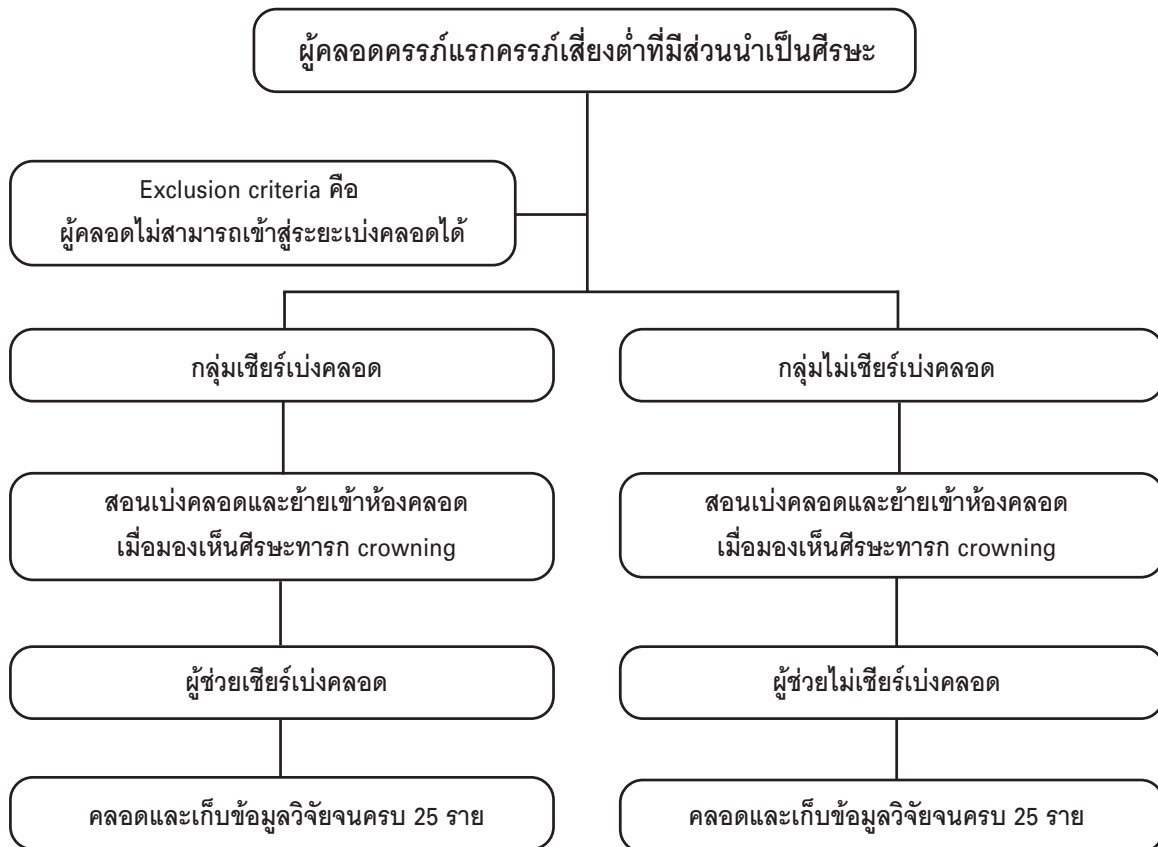 ผู้คลอดครรภ์แรกครรภ์เสี่ยงต่ำที่มีส่วนนำเป็นศีรษะ
Exclusion criteria คือ
ผู้คลอดไม่สามารถเข้าสู่ระยะเบ่งคลอดได้
กลุ่มเชียร์เบ่งคลอด
กลุ่มไม่เชียร์เบ่งคลอด
สอนเบ่งคลอดและย้ายเข้าห้องคลอด
เมื่อมองเห็นศีรษะทารก crowning
สอนเบ่งคลอดและย้ายเข้าห้องคลอด
เมื่อมองเห็นศีรษะทารก crowning
ผู้ช่วยเชียร์เบ่งคลอด
ผู้ช่วยไม่เชียร์เบ่งคลอด
คลอดและเก็บข้อมูลวิจัยจนครบ 25 ราย
คลอดและเก็บข้อมูลวิจัยจนครบ 25 ราย